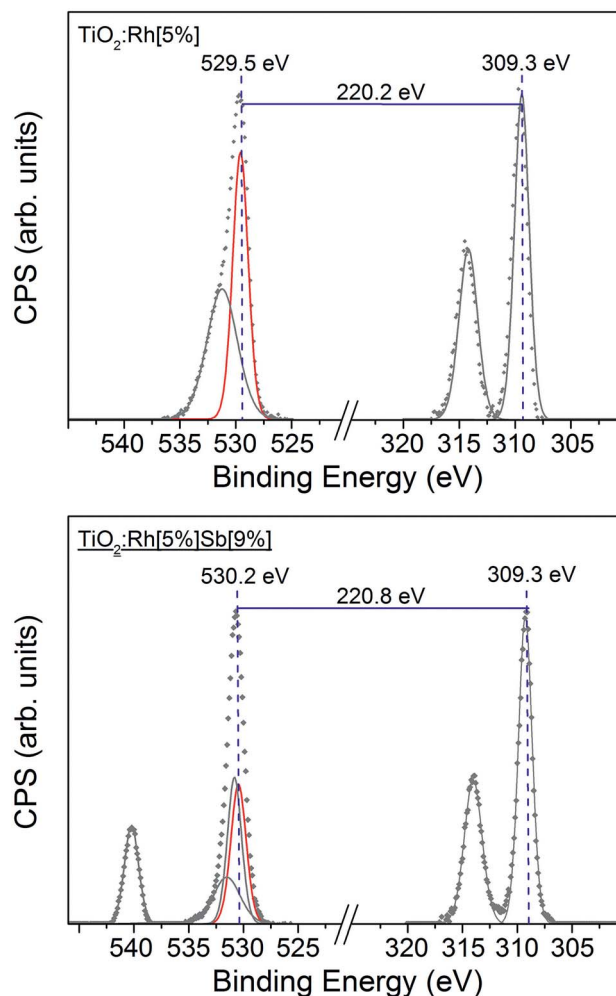 TiO2:Rh[5%]
529.5 eV
309.3 eV
220.2 eV
CPS (arb. units)
540 535 530 525 320 315 310 305
Binding Energy (eV)
TiO2:Rh[5%]Sb[9%]
530.2 eV
309.3 eV
220.8 eV
CPS (arb. units)
540 535 530 525 320 315 310 305
Binding Energy (eV)